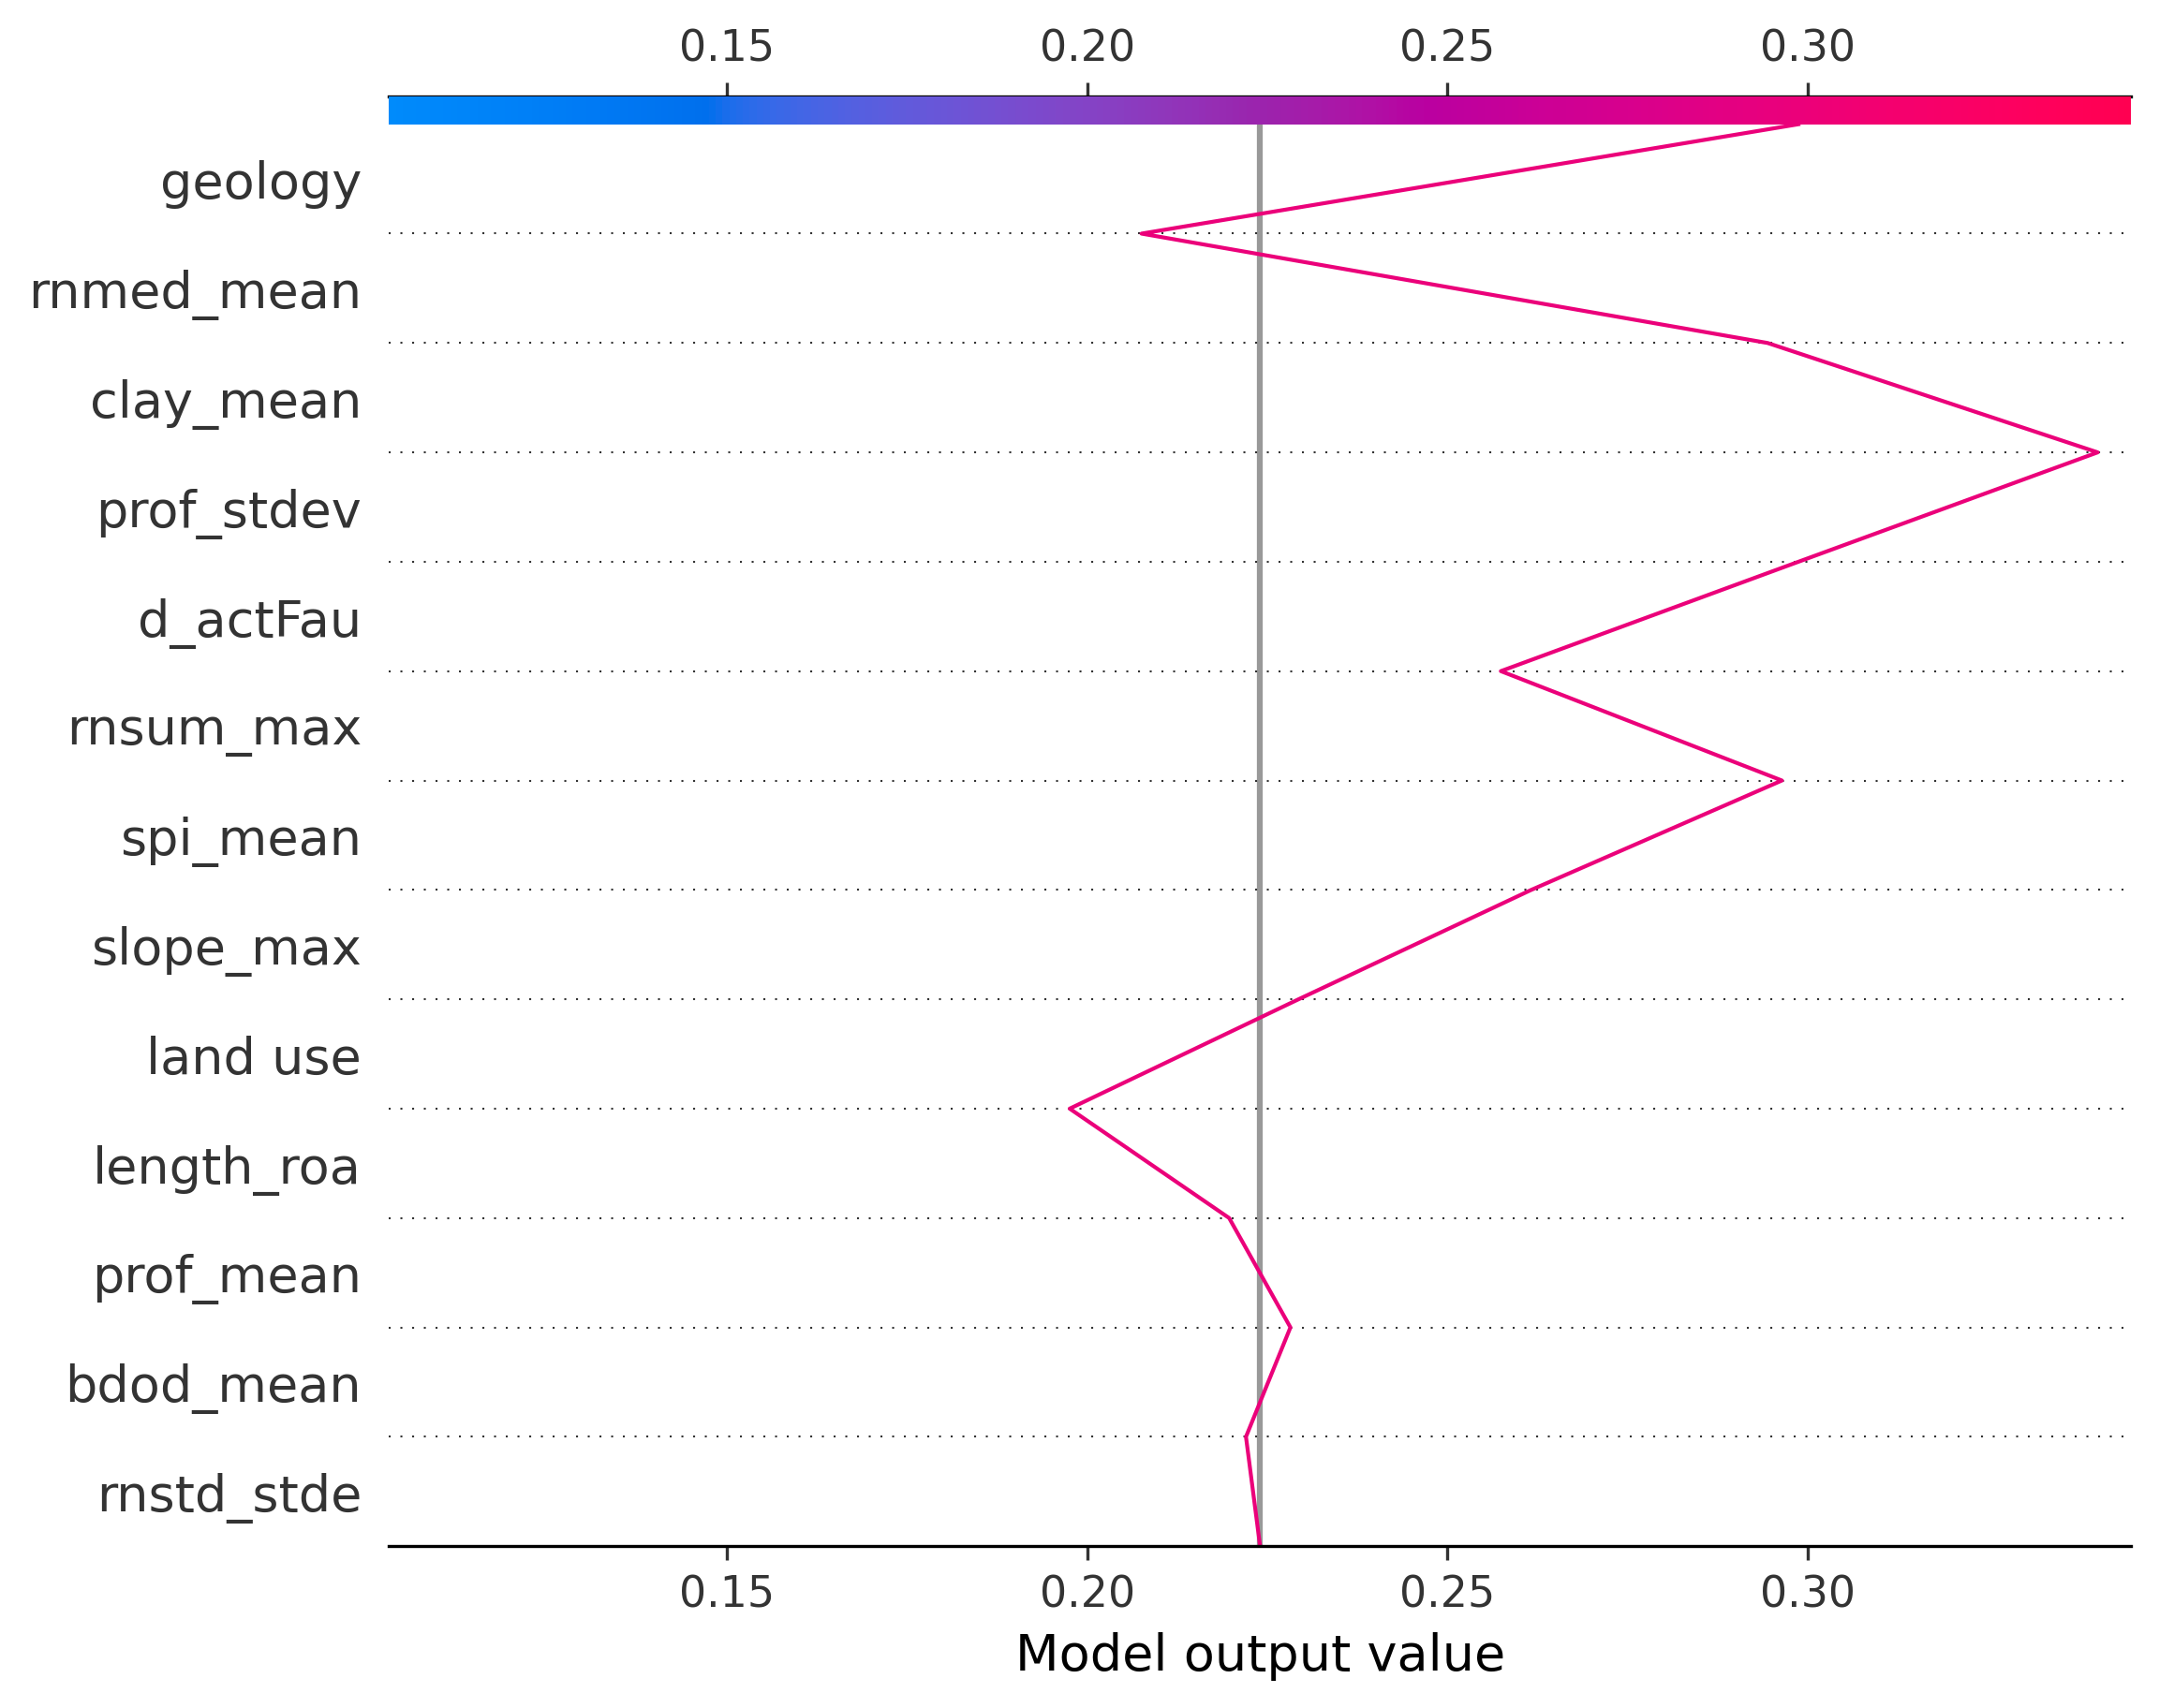 0.15 0.20 0.25 0.30
geology
rnmed_mean
clay_mean
prof_stdev
d_actFau
rnsum_max
spi_mean
slope_max
land use
length_roa
prof_mean
bdod_mean
rnstd_stde
0.15 0.20 0.25 0.30
Model output value